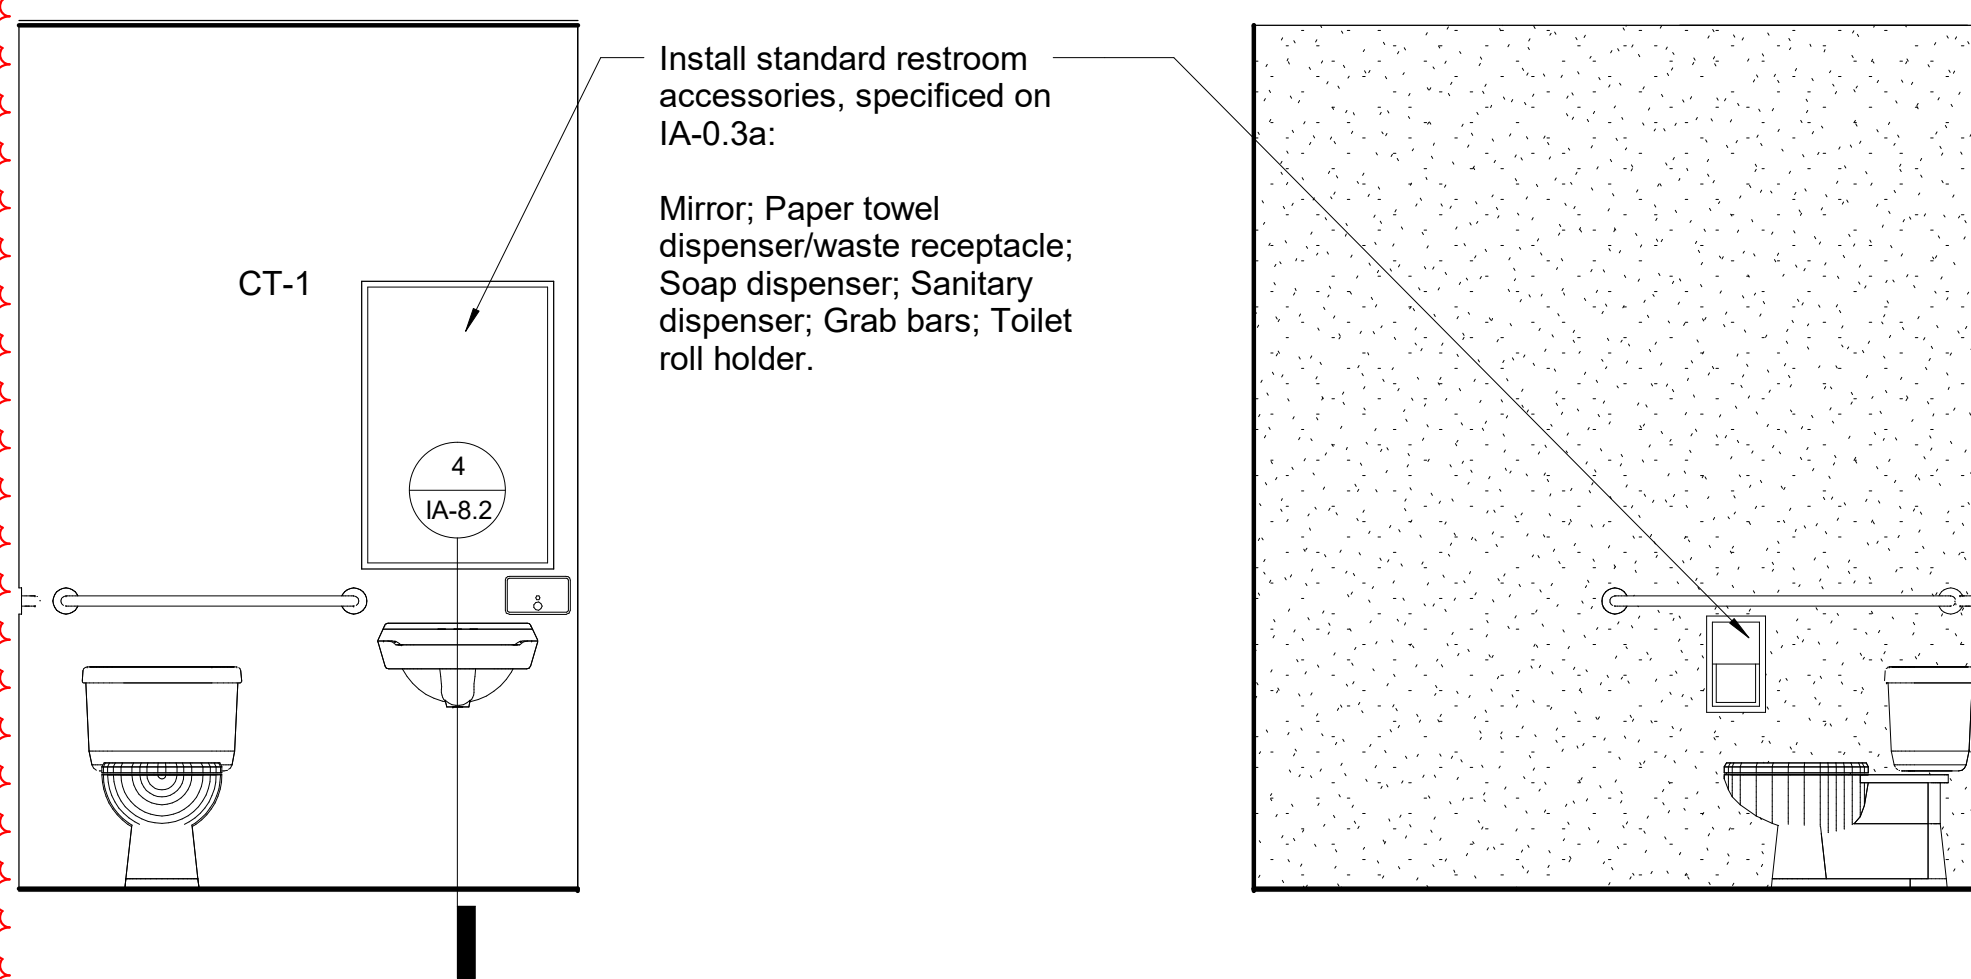 Install standard restroom
accessories, specificed on
IA-0.3a:
Mirror; Paper towel
dispenser/waste receptacle;
Soap dispenser; Sanitary
dispenser; Grab bars; Toilet
roll holder.
CT-1
4
IA-8.2